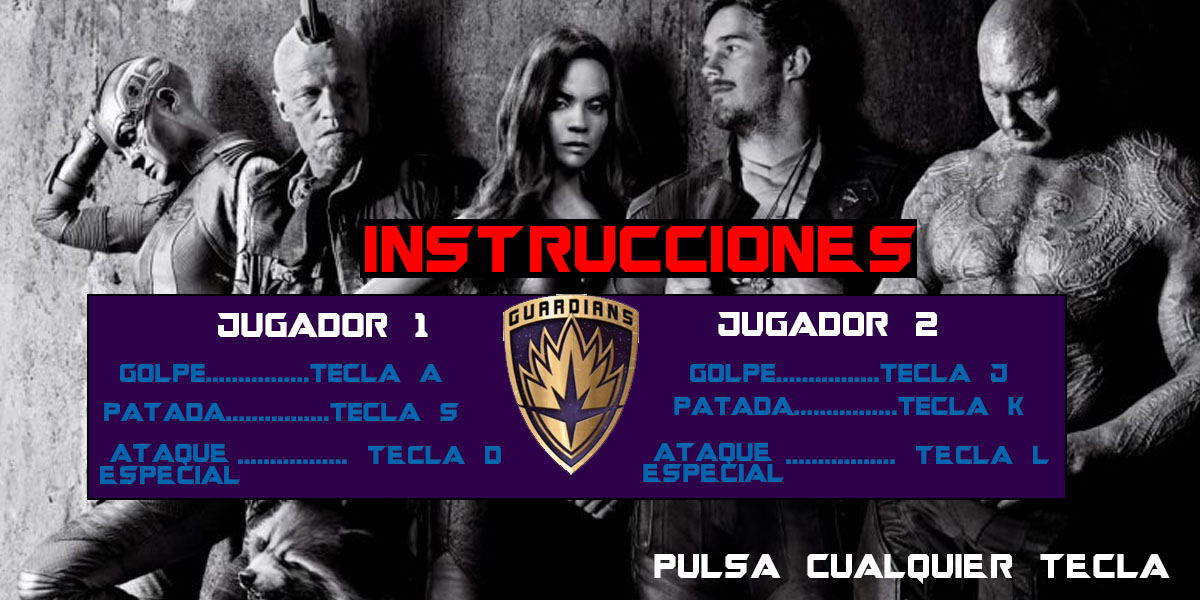 INSTRUCCIONES
GUARDIANS
JUGADOR 1
GOLPE................TECLA A
PATADA................TECLA S
ATAQUE ESPECIAL ................. TECLA D
JUGADOR 2
GOLPE................TECLA J
PATADA................TECLA K
ATAQUE ESPECIAL ................. TECLA L
PULSA CUALQUIER TECLA